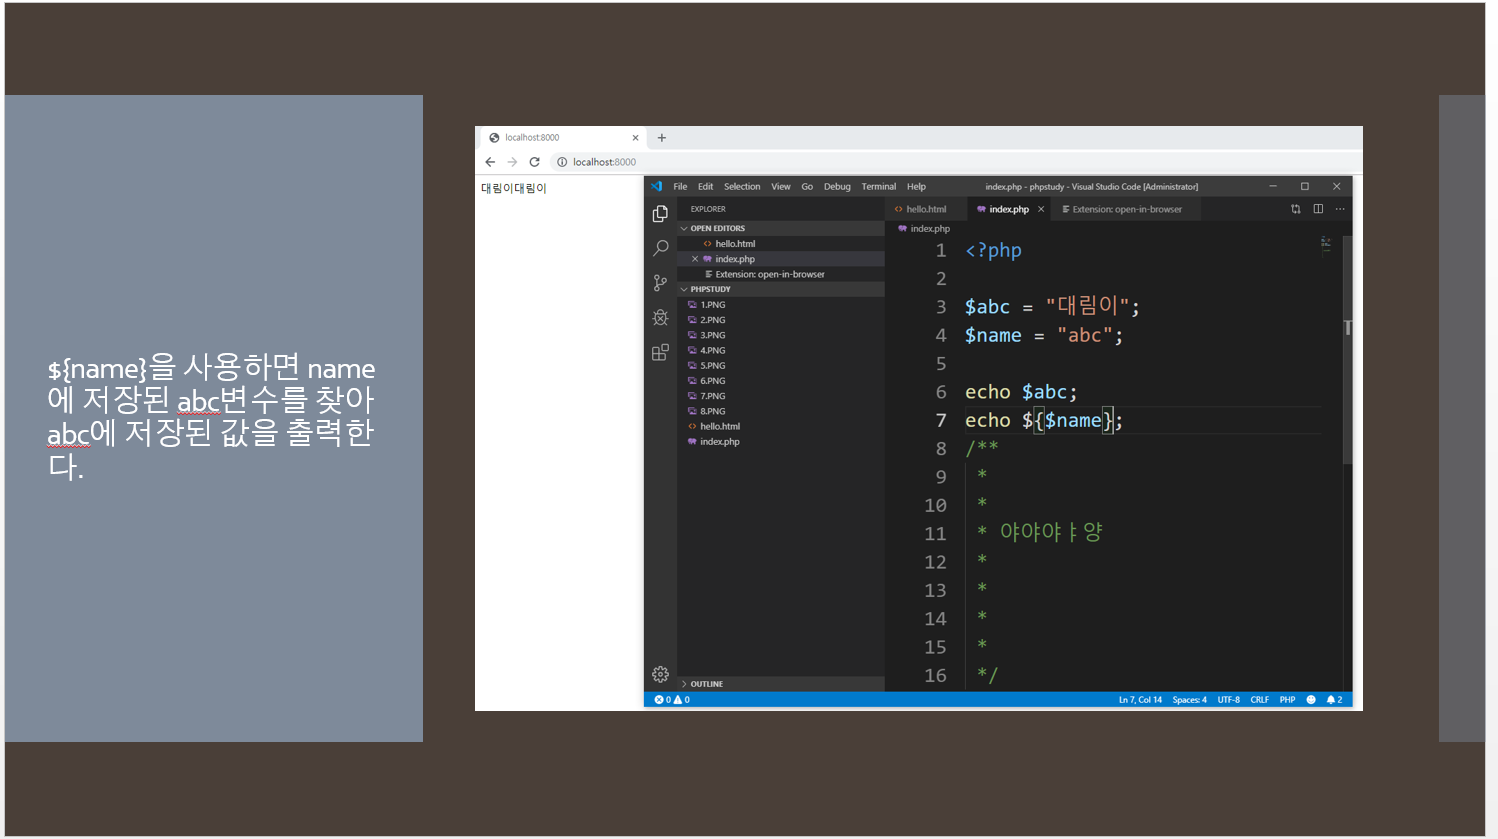 ${name}을 사용하면 name
에 저장된 abc변수를 찾아
abc에 저장된 값을 출력한
다.
localhost:8000
localhost:8000
대림이대림이
File Edit Selection View Go Debug Terminal Help
index.php - phpstudy - Visual Studio Code [Administrator]
EXPLORER
OPEN EDITORS
hello.html
index.php
Extension: open-in-browser
PHPSTUDY
1.PNG
2.PNG
3.PNG
4.PNG
5.PNG
6.PNG
7.PNG
8.PNG
hello.html
index.php
OUTLINE
hello.html index.php Extension: open-in-browser
index.php
1 <?php
2
3 $abc = "대림이";
4 $name = "abc";
5
6 echo $abc;
7 echo ${$name};
8 /**
9 *
10 *
11 * 야야야ㅑ양
12 *
13 *
14 *
15 *
16 */
0 0
Ln 7, Col 14 Spaces: 4 UTF-8 CRLF PHP 2